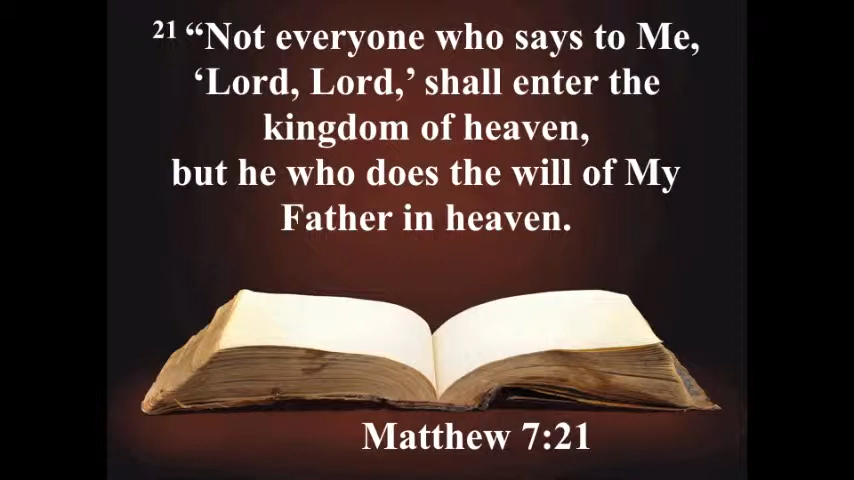 21 “Not everyone who says to Me,
‘Lord, Lord,’ shall enter the
kingdom of heaven,
but he who does the will of My
Father in heaven.
Matthew 7:21